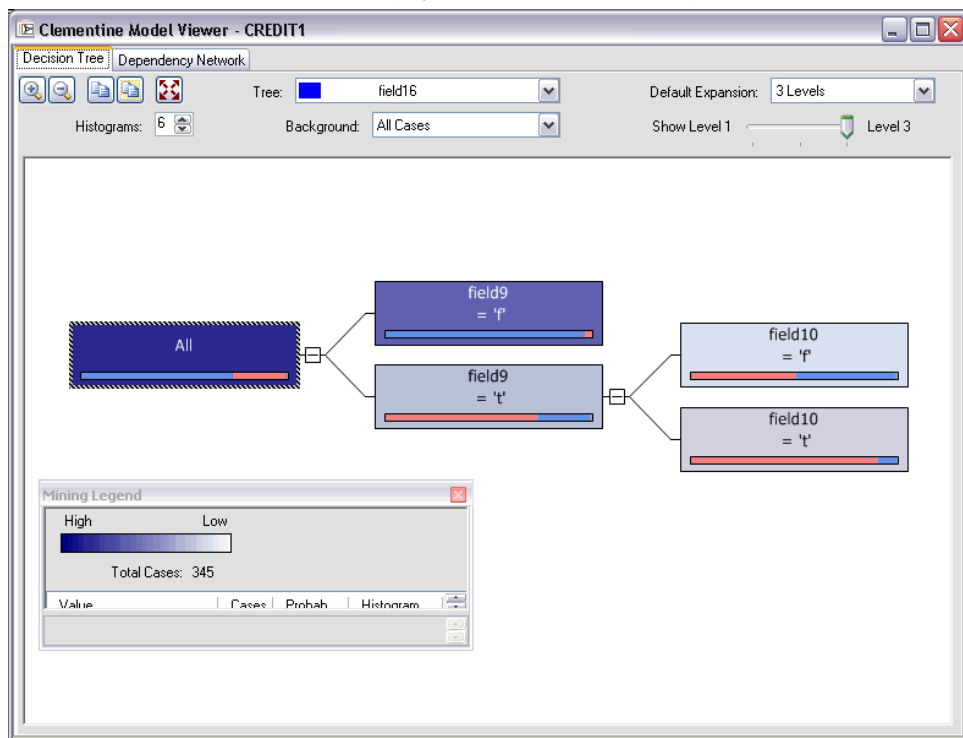 Clementine Model Viewer - CREDIT1
Decision Tree Dependency Network
Tree: field16 Default Expansion: 3 Levels
Histograms: 6 Background: All Cases Show Level 1 Level 3
field9
= 'f'
All
field10
= 'f'
field9
= 't'
field10
= 't'
Mining Legend
High Low
Total Cases: 345
Value Cases Probab Histogram